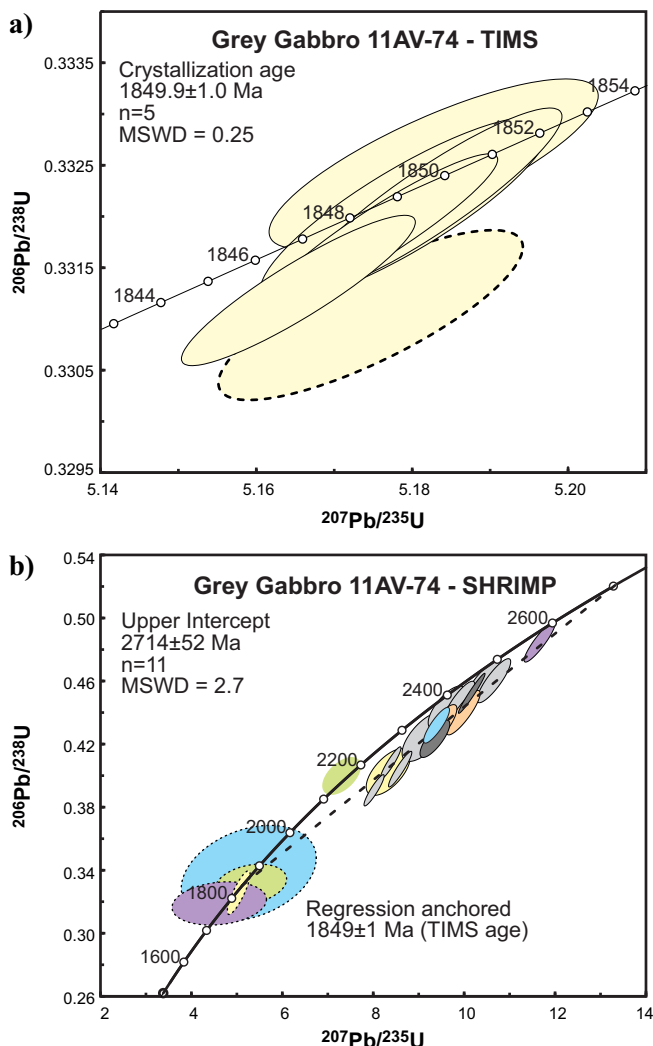 a)
Grey Gabbro 11AV-74 - TIMS
Crystallization age
1849.9±1.0 Ma
n=5
MSWD = 0.25
0.3335
0.3325
0.3315
0.3305
0.3295
206Pb/238U
1844
1846
1848
1850
1852
1854
5.14
5.16
5.18
5.20
207Pb/235U
b)
Grey Gabbro 11AV-74 - SHRIMP
Upper Intercept
2714±52 Ma
n=11
MSWD = 2.7
0.54
0.50
0.46
0.42
0.38
0.34
0.30
0.26
206Pb/238U
2600
2400
2200
2000
1800
1600
Regression anchored
1849±1 Ma (TIMS age)
2
4
6
8
10
12
14
207Pb/235U